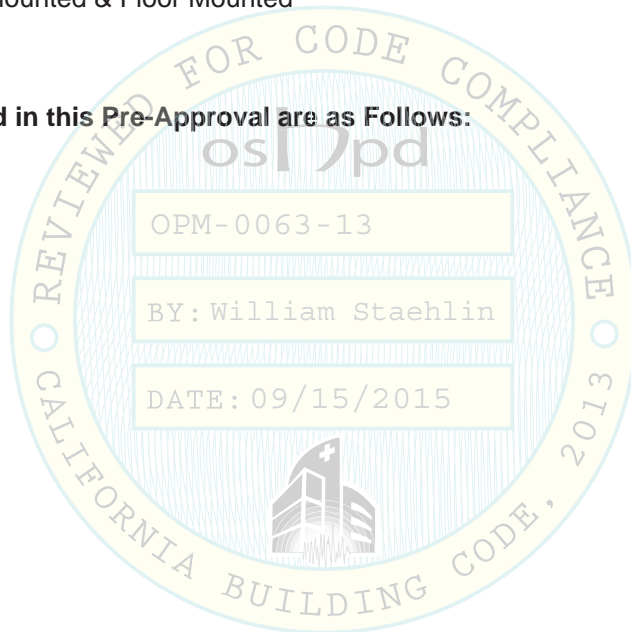 Mounted & Floor Mounted
in this Pre-Approval are as Follows:
REVIEWED FOR CODE COMPLIANCE
oshpd
OPM-0063-13
BY: William Staehlin
DATE: 09/15/2015
CALIFORNIA BUILDING CODE, 2013